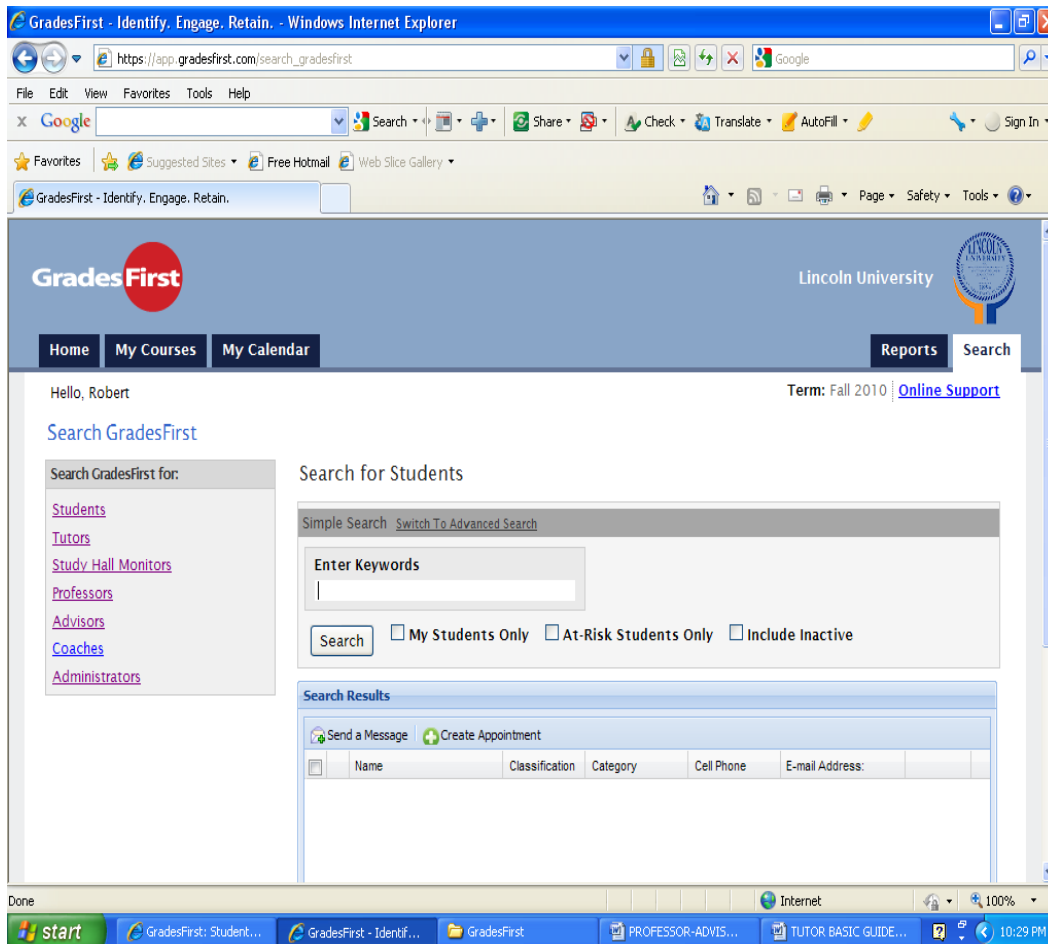 GradesFirst - Identify. Engage. Retain. - Windows Internet Explorer
https://app.gradesfirst.com/search_gradesfirst
Google
File Edit View Favorites Tools Help
x Google Search Share Check Translate AutoFill Sign In
Favorites Suggested Sites Free Hotmail Web Slice Gallery
GradesFirst - Identify. Engage. Retain. Page Safety Tools
GradesFirst
Lincoln University
LINCOLN UNIVERSITY
Home My Courses My Calendar Reports Search
Hello, Robert
Term: Fall 2010 Online Support
Search GradesFirst
Search GradesFirst for:
Students
Tutors
Study Hall Monitors
Professors
Advisors
Coaches
Administrators
Search for Students
Simple Search Switch To Advanced Search
Enter Keywords
Search My Students Only At-Risk Students Only Include Inactive
Search Results
Send a Message Create Appointment
Name Classification Category Cell Phone E-mail Address:
Done Internet 100%
start GradesFirst: Student... GradesFirst - Identif... GradesFirst PROFESSOR-ADVIS... TUTOR BASIC GUIDE... 10:29 PM